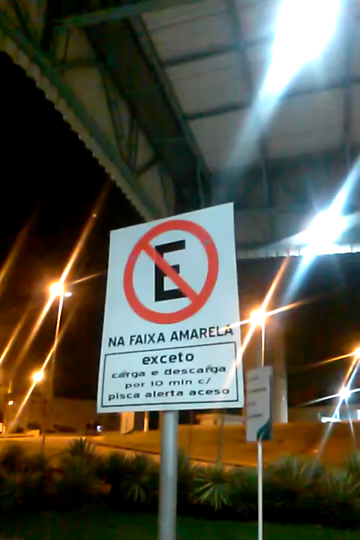 E
NA FAIXA AMARELA
exceto
carga e descarga
por 10 min c/
pisca alerta aceso